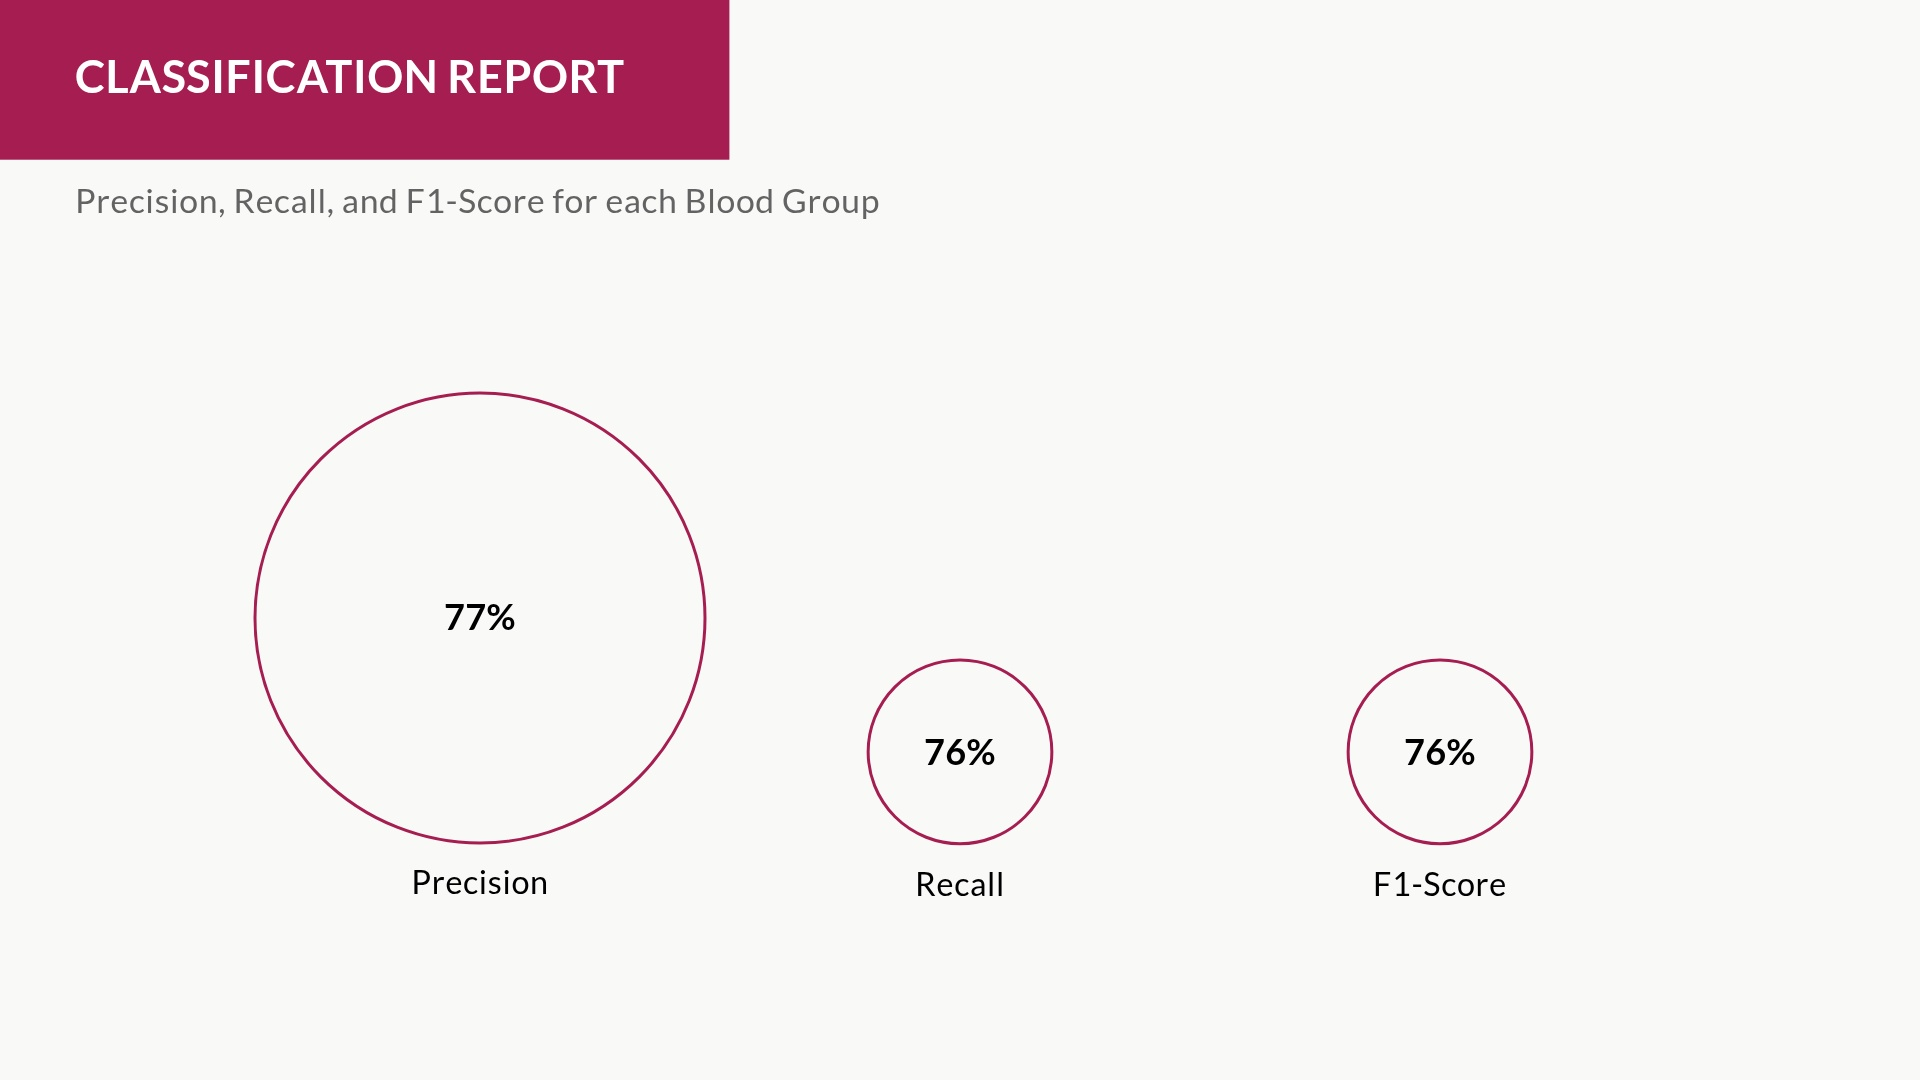 CLASSIFICATION REPORT
Precision, Recall, and F1-Score for each Blood Group
77%
76%
76%
Precision
Recall
F1-Score